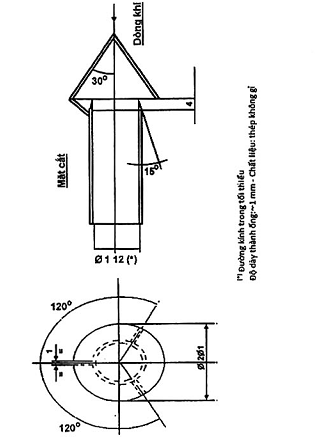 Dòng khí
30°
4
Mặt cắt
15°
Ø 1 12 (*)
120°
1
=
=
120°
Ø 2Ø1
(*) Đường kính trong tối thiểu
Độ dày thành ống:~1 mm - Chất liệu: thép không gỉ